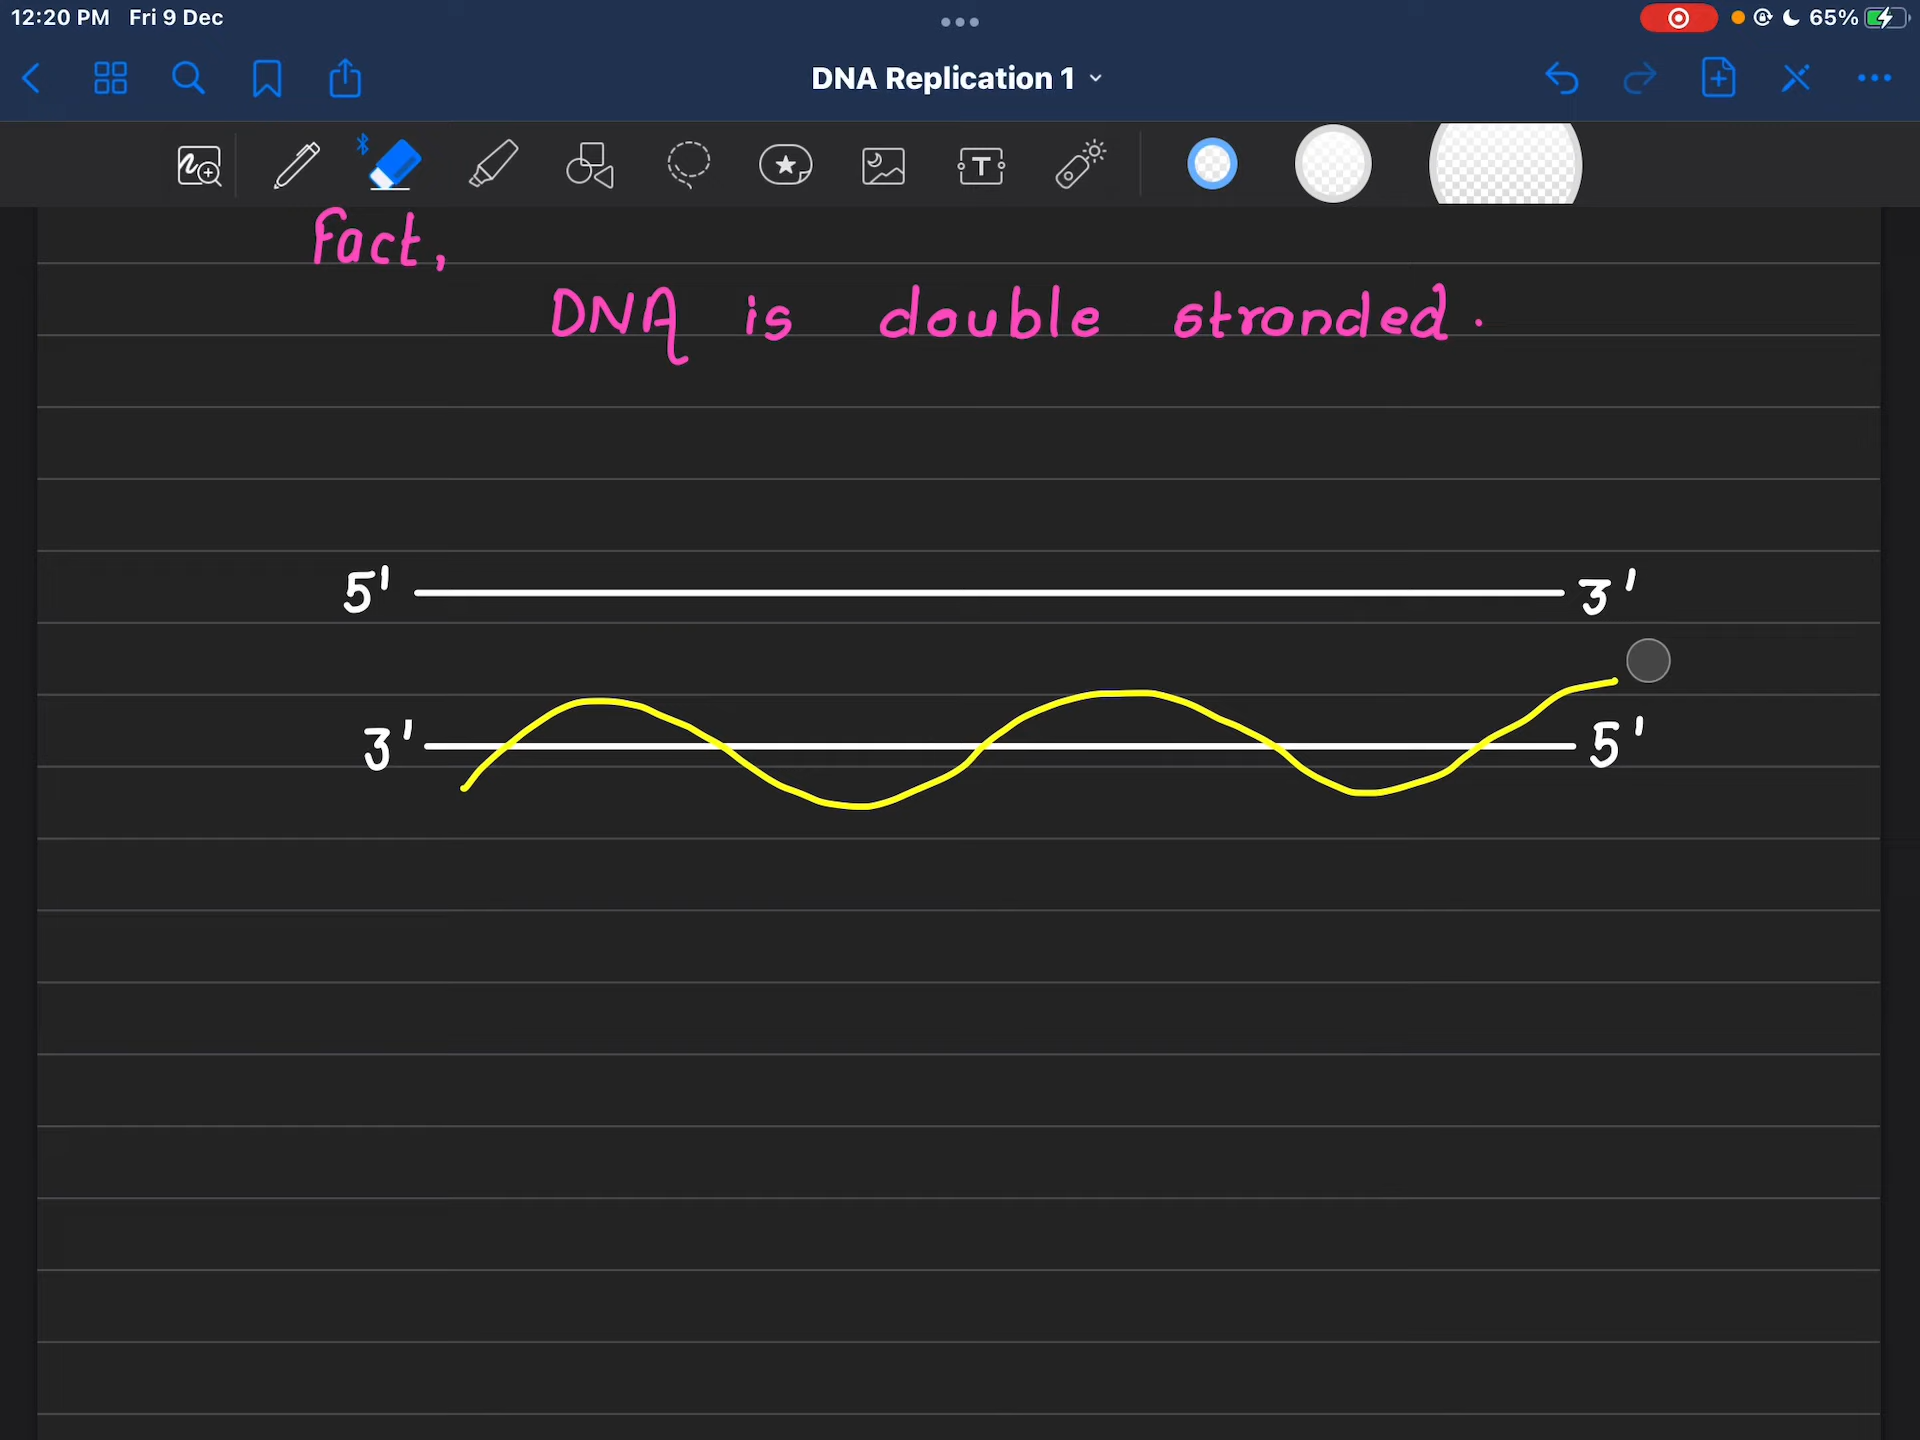 12:20 PM Fri 9 Dec 65%
DNA Replication 1
fact,
DNA is double stranded.
5' 3'
3' 5'